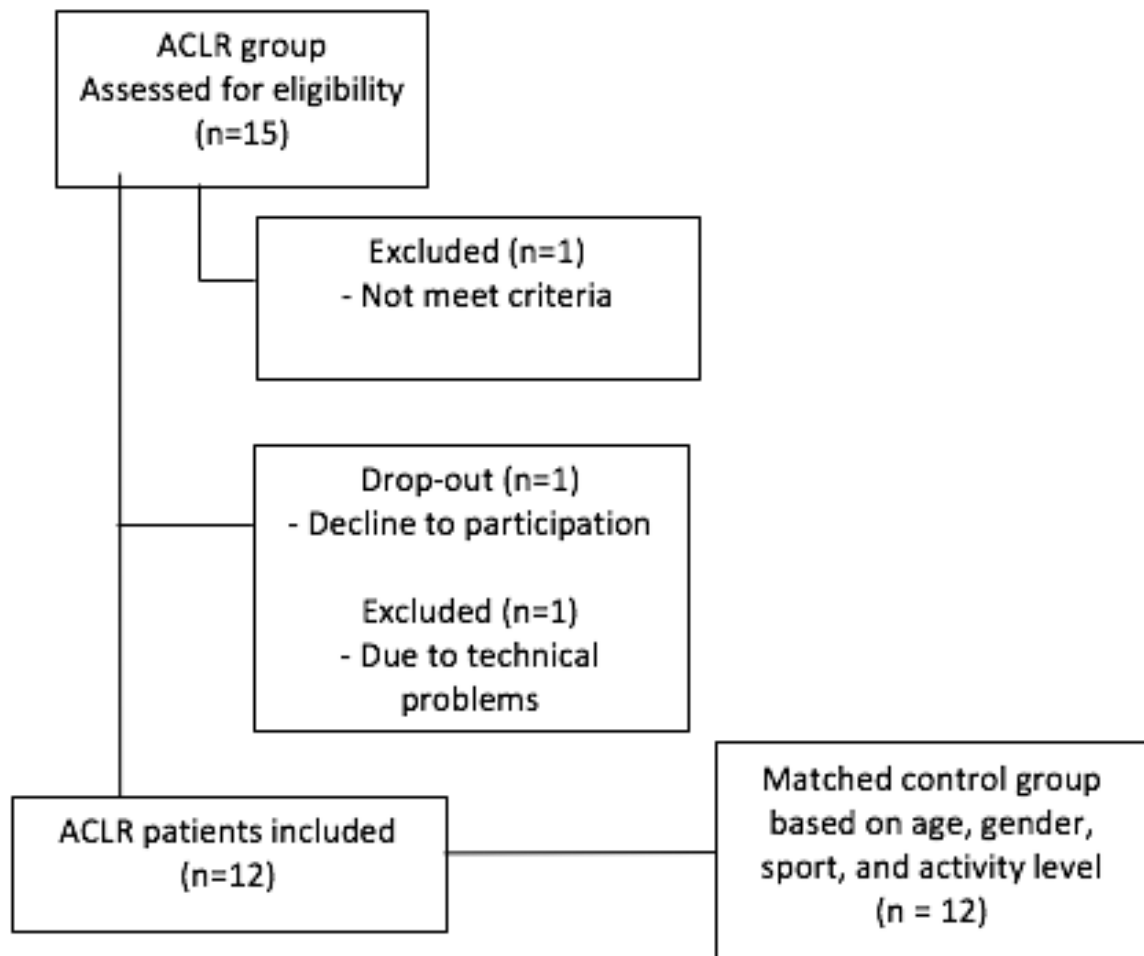 ACLR group
Assessed for eligibility
(n=15)
Excluded (n=1)
- Not meet criteria
Drop-out (n=1)
- Decline to participation
Excluded (n=1)
- Due to technical
problems
ACLR patients included
(n=12)
Matched control group
based on age, gender,
sport, and activity level
(n = 12)